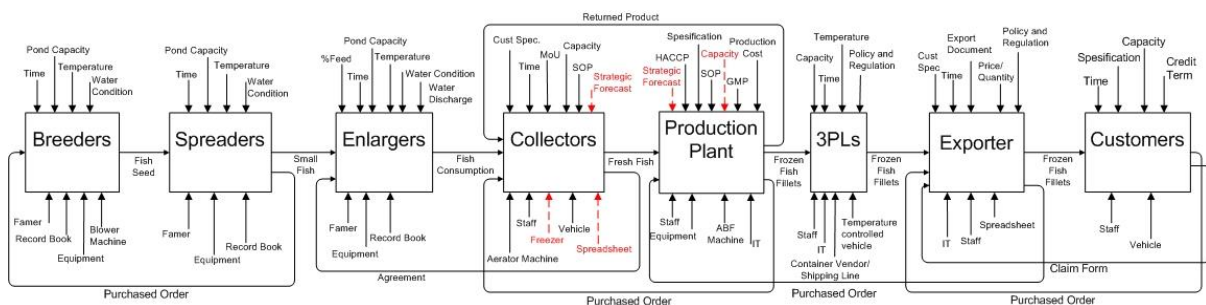 Returned Product
Pond Capacity
Time
Temperature
Water
Condition
Breeders
Famer
Record Book
Equipment
Blower
Machine
Fish
Seed
Purchased Order
Pond Capacity
Time
Temperature
Water
Condition
Spreaders
Famer
Equipment
Record Book
Small
Fish
%Feed
Pond Capacity
Time
Temperature
Water Condition
Water
Discharge
Enlargers
Famer
Equipment
Record Book
Fish
Consumption
Agreement
Cust Spec.
Time
MoU
Capacity
SOP
Strategic
Forecast
Collectors
Aerator Machine
Staff
Freezer
Vehicle
Spreadsheet
Fresh Fish
Purchased Order
Strategic
Forecast
HACCP
Spesification
SOP
Capacity
GMP
Production
Cost
Production
Plant
Staff
Equipment
ABF
Machine
IT
Frozen
Fish
Fillets
Capacity
Time
Temperature
Policy and
Regulation
3PLs
Staff
IT
Container Vendor/
Shipping Line
Temperature
controlled
vehicle
Frozen
Fish
Fillets
Purchased Order
Cust
Spec
Time
Export
Document
Price/
Quantity
Policy and
Regulation
Exporter
IT
Staff
Spreadsheet
Frozen
Fish
Fillets
Purchased Order
Time
Spesification
Capacity
Credit
Term
Customers
Staff
Vehicle
Claim Form